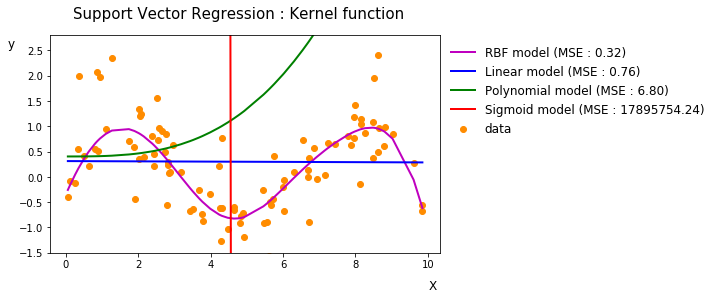 Support Vector Regression : Kernel function
y
2.5
2.0
1.5
1.0
0.5
0.0
−0.5
−1.0
−1.5
0 2 4 6 8 10
X
RBF model (MSE : 0.32)
Linear model (MSE : 0.76)
Polynomial model (MSE : 6.80)
Sigmoid model (MSE : 17895754.24)
data